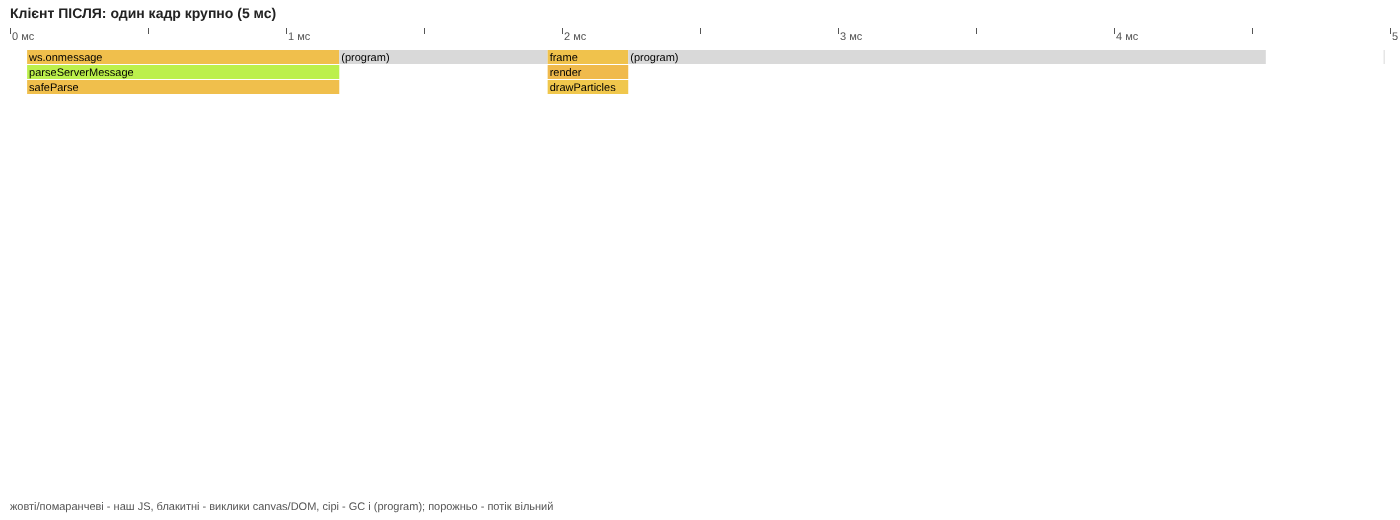 Клієнт ПІСЛЯ: один кадр крупно (5 мс)
0 мс 1 мс 2 мс 3 мс 4 мс 5
ws.onmessage (program) frame (program)
parseServerMessage render
safeParse drawParticles
жовті/помаранчеві - наш JS, блакитні - виклики canvas/DOM, сірі - GC і (program); порожньо - потік вільний